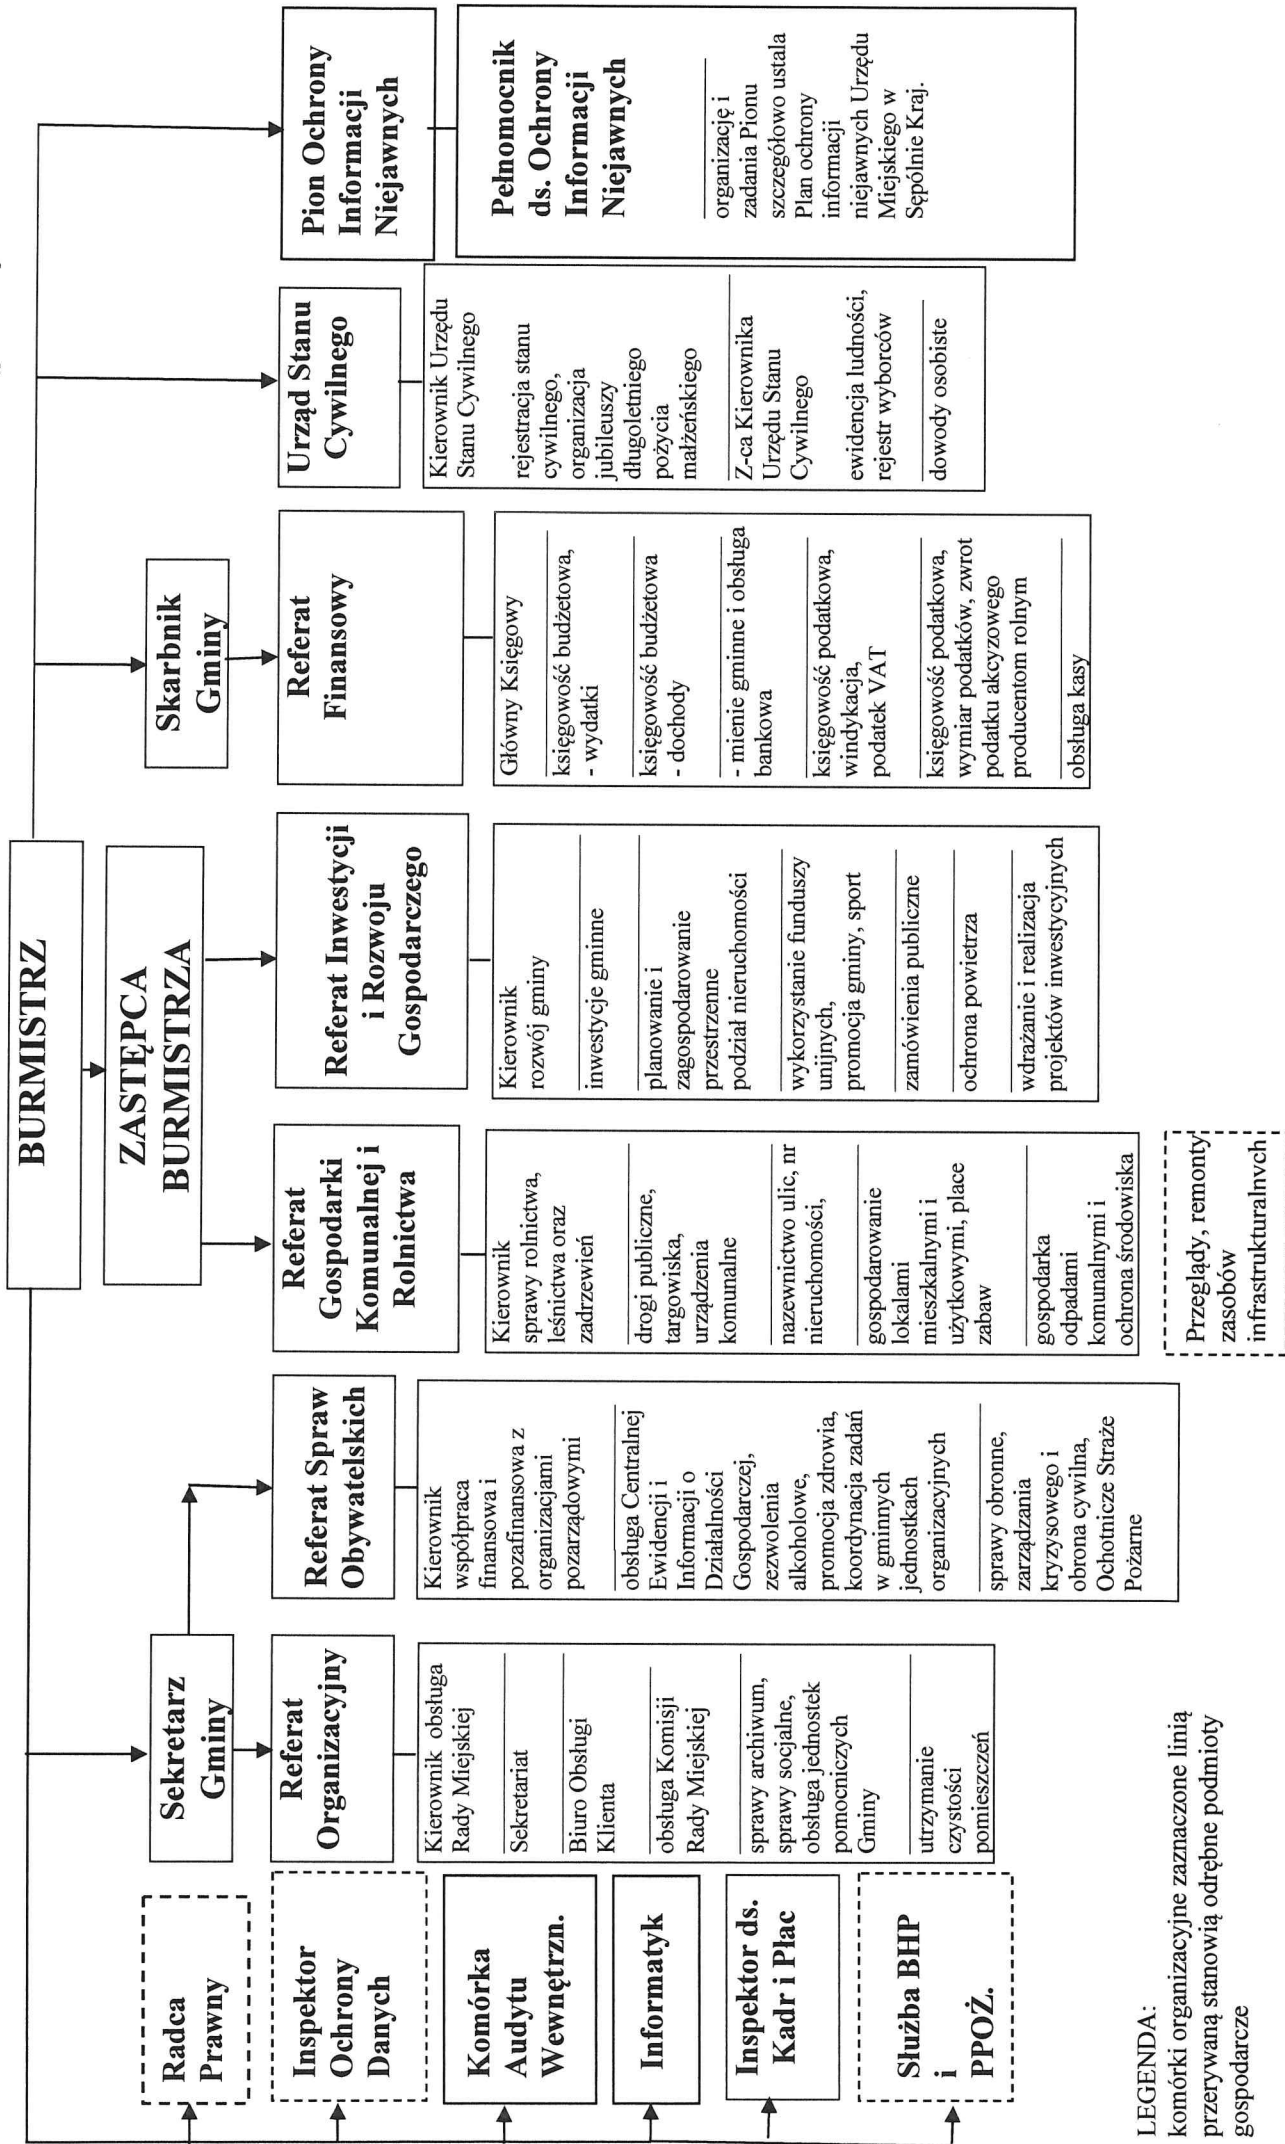 BURMISTRZ
ZASTĘPCA
BURMISTRZA
Sekretarz
Gminy
Skarbnik
Gminy
Radca
Prawny
Inspektor
Ochrony
Danych
Komórka
Audytu
Wewnętrzn.
Informatyk
Inspektor ds.
Kadr i Płac
Służba BHP
i
PPOŻ.
Referat
Organizacyjny
Kierownik obsługa
Rady Miejskiej
Sekretariat
Biuro Obsługi
Klienta
obsługa Komisji
Rady Miejskiej
sprawy archiwum,
sprawy socjalne,
obsługa jednostek
pomocniczych
Gminy
utrzymanie
czystości
pomieszczeń
Referat Spraw
Obywatelskich
Kierownik
współpraca
finansowa i
pozafinansowa z
organizacjami
pozarządowymi
obsługa Centralnej
Ewidencji i
Informacji o
Działalności
Gospodarczej,
zezwolenia
alkoholowe,
promocja zdrowia,
koordynacja zadań
w gminnych
jednostkach
organizacyjnych
sprawy obronne,
zarządzania
kryzysowego i
obrona cywilna,
Ochotnicze Straże
Pożarne
Referat
Gospodarki
Komunalnej i
Rolnictwa
Kierownik
sprawy rolnictwa,
leśnictwa oraz
zadrzewień
drogi publiczne,
targowiska,
urządzenia
komunalne
nazewnictwo ulic, nr
nieruchomości,
gospodarowanie
lokalami
mieszkalnymi i
użytkowymi, place
zabaw
gospodarka
odpadami
komunalnymi i
ochrona środowiska
Przeglądy, remonty
zasobów
infrastrukturalnych
Referat Inwestycji
i Rozwoju
Gospodarczego
Kierownik
rozwój gminy
inwestycje gminne
planowanie i
zagospodarowanie
przestrzenne
podział nieruchomości
wykorzystanie funduszy
unijnych,
promocja gminy, sport
zamówienia publiczne
ochrona powietrza
wdrażanie i realizacja
projektów inwestycyjnych
Referat
Finansowy
Główny Księgowy
księgowość budżetowa,
- wydatki
księgowość budżetowa
- dochody
- mienie gminne i obsługa
bankowa
księgowość podatkowa,
windykacja,
podatek VAT
księgowość podatkowa,
wymiar podatków, zwrot
podatku akcyzowego
producentom rolnym
obsługa kasy
Urząd Stanu
Cywilnego
Kierownik Urzędu
Stanu Cywilnego
rejestracja stanu
cywilnego,
organizacja
jubileuszy
długoletniego
pożycia
małżeńskiego
Z-ca Kierownika
Urzędu Stanu
Cywilnego
ewidencja ludności,
rejestr wyborców
dowody osobiste
Pion Ochrony
Informacji
Niejawnych
Pełnomocnik
ds. Ochrony
Informacji
Niejawnych
organizację i
zadania Pionu
szczegółowo ustala
Plan ochrony
informacji
niejawnych Urzędu
Miejskiego w
Sępólnie Kraj.
LEGENDA:
komórki organizacyjne zaznaczone linią
przerywaną stanowią odrębne podmioty
gospodarcze